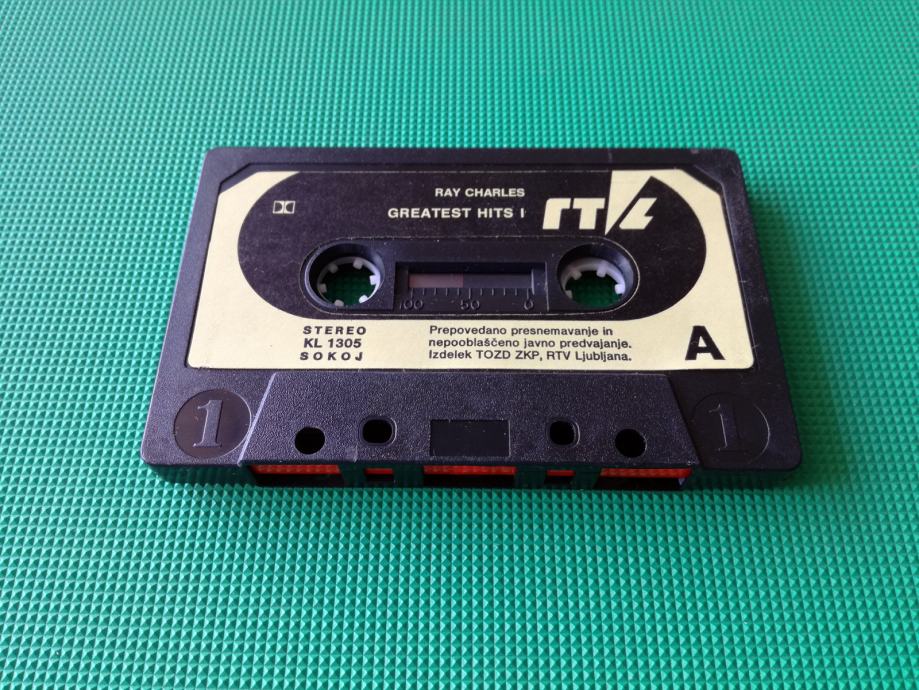 RAY CHARLES
GREATEST HITS I
rtvL
100 50 0
STEREO
KL 1305
SOKOJ
Prepovedano presnemavanje in
nepooblaščeno javno predvajanje.
Izdelek TOZD ZKP, RTV Ljubljana.
A
1 1